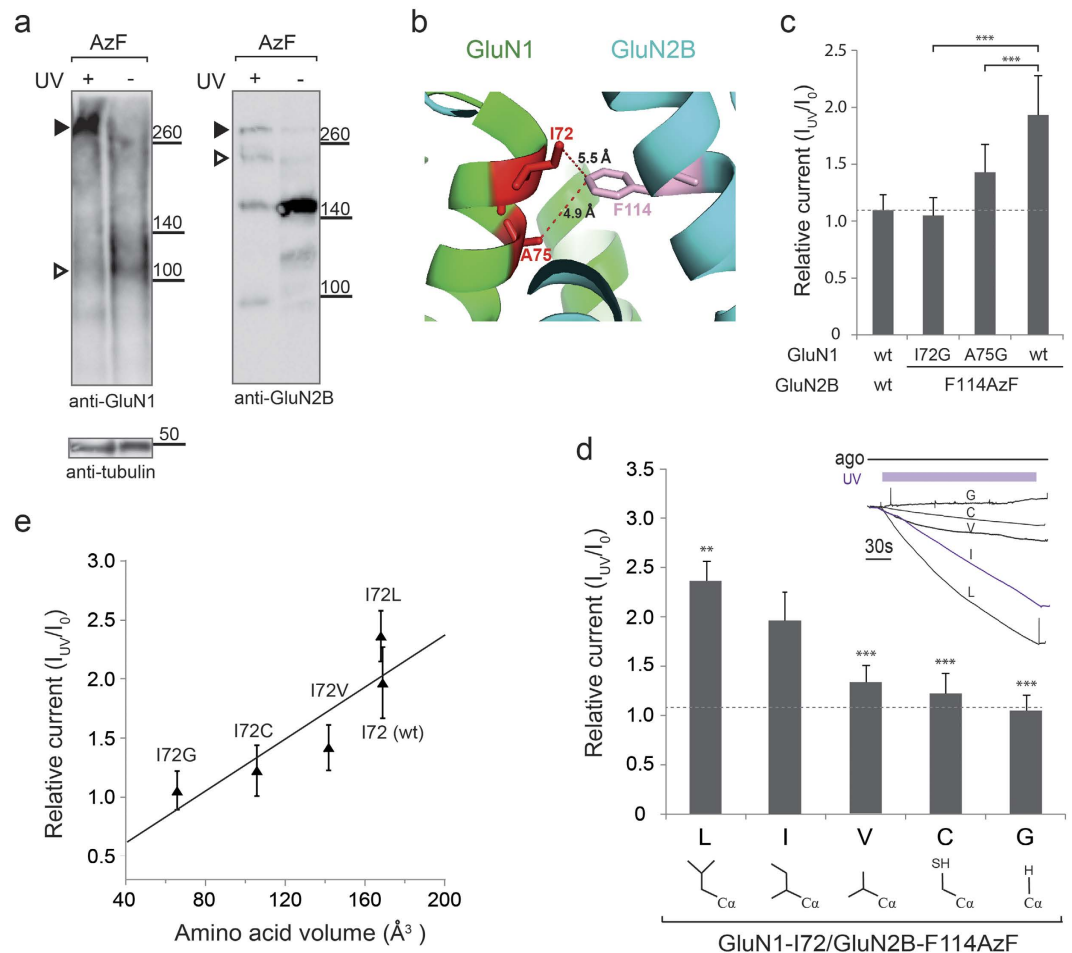 a
AzF
UV + -
260
140
100
anti-GluN1
50
anti-tubulin
AzF
UV + -
260
140
100
anti-GluN2B
b
GluN1 GluN2B
I72
5.5 Å
F114
4.9 Å
A75
c
Relative current (IUV/I0)
2.5
2.0
1.5
1.0
0.5
0
***
***
GluN1 wt I72G A75G wt
GluN2B wt F114AzF
d
Relative current (IUV/I0)
3.5
3.0
2.5
2.0
1.5
1.0
0.5
0
**
***
***
***
ago
UV
G
C
V
I
L
30s
L I V C G
SH H
Cα Cα Cα Cα Cα
GluN1-I72/GluN2B-F114AzF
e
Relative current (IUV/I0)
3.0
2.5
2.0
1.5
1.0
0.5
I72G
I72C
I72V
I72L
I72 (wt)
40 80 120 160 200
Amino acid volume (Å³ )